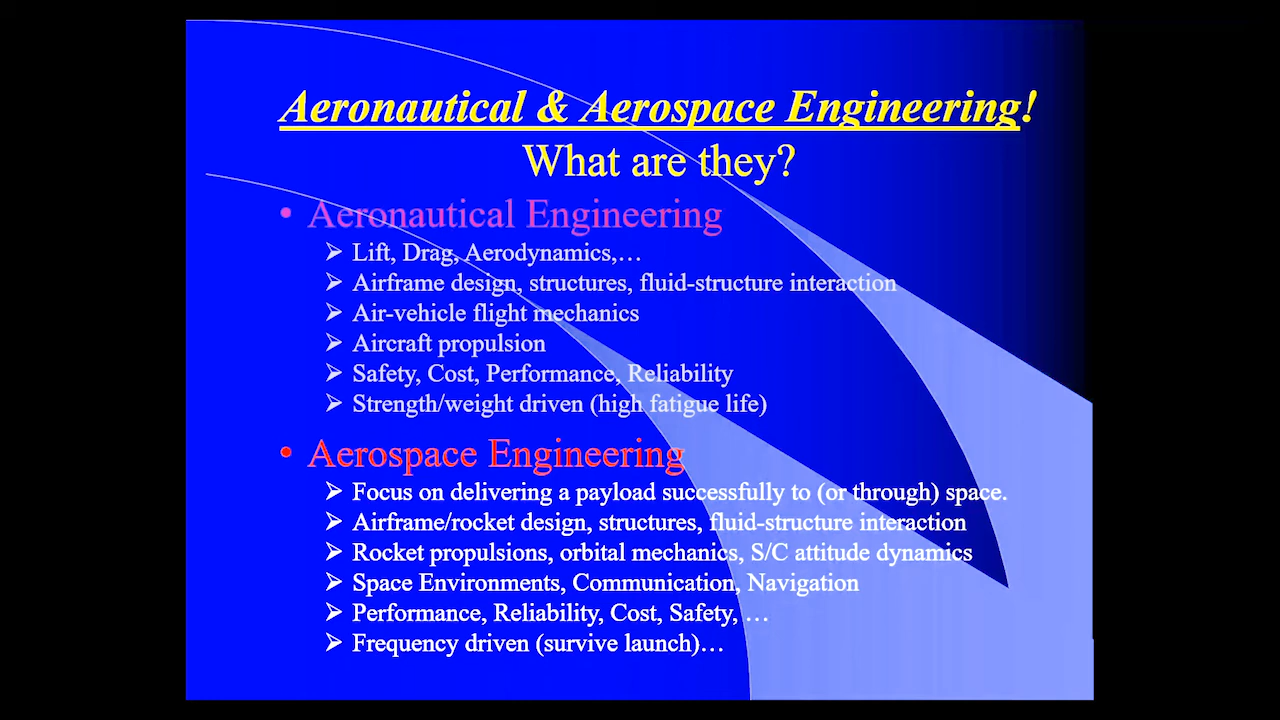 Aeronautical & Aerospace Engineering!
What are they?
• Aeronautical Engineering
➢ Lift, Drag, Aerodynamics,…
➢ Airframe design, structures, fluid-structure interaction
➢ Air-vehicle flight mechanics
➢ Aircraft propulsion
➢ Safety, Cost, Performance, Reliability
➢ Strength/weight driven (high fatigue life)
• Aerospace Engineering
➢ Focus on delivering a payload successfully to (or through) space.
➢ Airframe/rocket design, structures, fluid-structure interaction
➢ Rocket propulsions, orbital mechanics, S/C attitude dynamics
➢ Space Environments, Communication, Navigation
➢ Performance, Reliability, Cost, Safety, …
➢ Frequency driven (survive launch)…